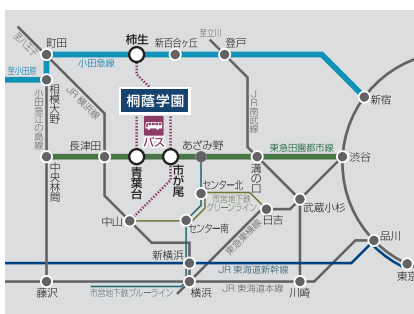 至八王子
町田
柿生
新百合ヶ丘
至立川
登戸
小田急線
至小田原
相模大野
小田急江の島線
JR横浜線
桐蔭学園
バス
JR南武線
新宿
長津田
青葉台
市が尾
あざみ野
溝の口
東急田園都市線
渋谷
中央林間
センター北
市営地下鉄
グリーンライン
中山
センター南
日吉
武蔵小杉
東急東横線
新横浜
品川
JR 東海道新幹線
東京
藤沢
市営地下鉄ブルーライン
横浜
JR 東海道本線
川崎